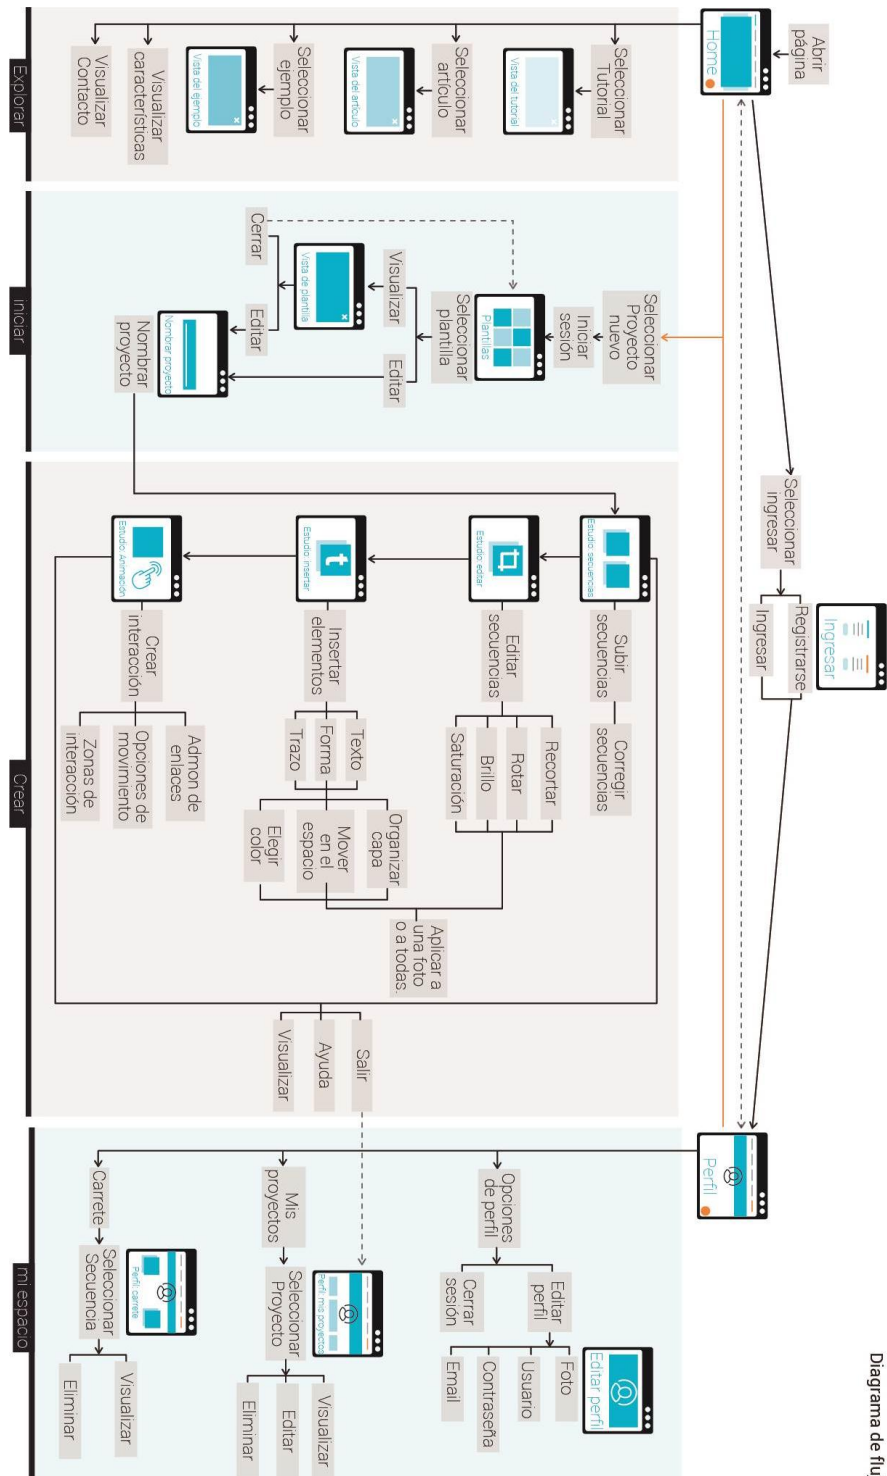 Diagrama de fluj
Abrir
página
Home
Seleccionar
ingresar
Ingresar
Registrarse
Ingresar
Perfil
Seleccionar
Tutorial
Vista del tutorial
Seleccionar
artículo
Vista del artículo
Seleccionar
ejemplo
Vista del ejemplo
Visualizar
características
Visualizar
Contacto
Explorar
Seleccionar
Proyecto
nuevo
Iniciar
sesión
Plantillas
Seleccionar
plantilla
Visualizar
Editar
Vista de plantilla
Cerrar
Editar
Nombrar proyecto
Nombrar
proyecto
iniciar
Estudio: secuencias
Subir
secuencias
Corregir
secuencias
Estudio: editar
Editar
secuencias
Recortar
Rotar
Brillo
Saturación
Aplicar a
una foto
o a todas.
Estudio: insertar
t
Insertar
elementos
Texto
Forma
Trazo
Organizar
capa
Mover
en el
espacio
Elegir
color
Estudio: Animación
Crear
interacción
Admon de
enlaces
Opciones de
movimiento
Zonas de
interacción
Salir
Ayuda
Visualizar
Crear
Opciones
de perfil
Editar
perfil
Cerrar
sesión
Editar perfil
Foto
Usuario
Contraseña
Email
Mis
proyectos
Perfil: mis proyectos
Seleccionar
Proyecto
Visualizar
Editar
Eliminar
Carrete
Perfil: carrete
Seleccionar
Secuencia
Visualizar
Eliminar
mi espacio